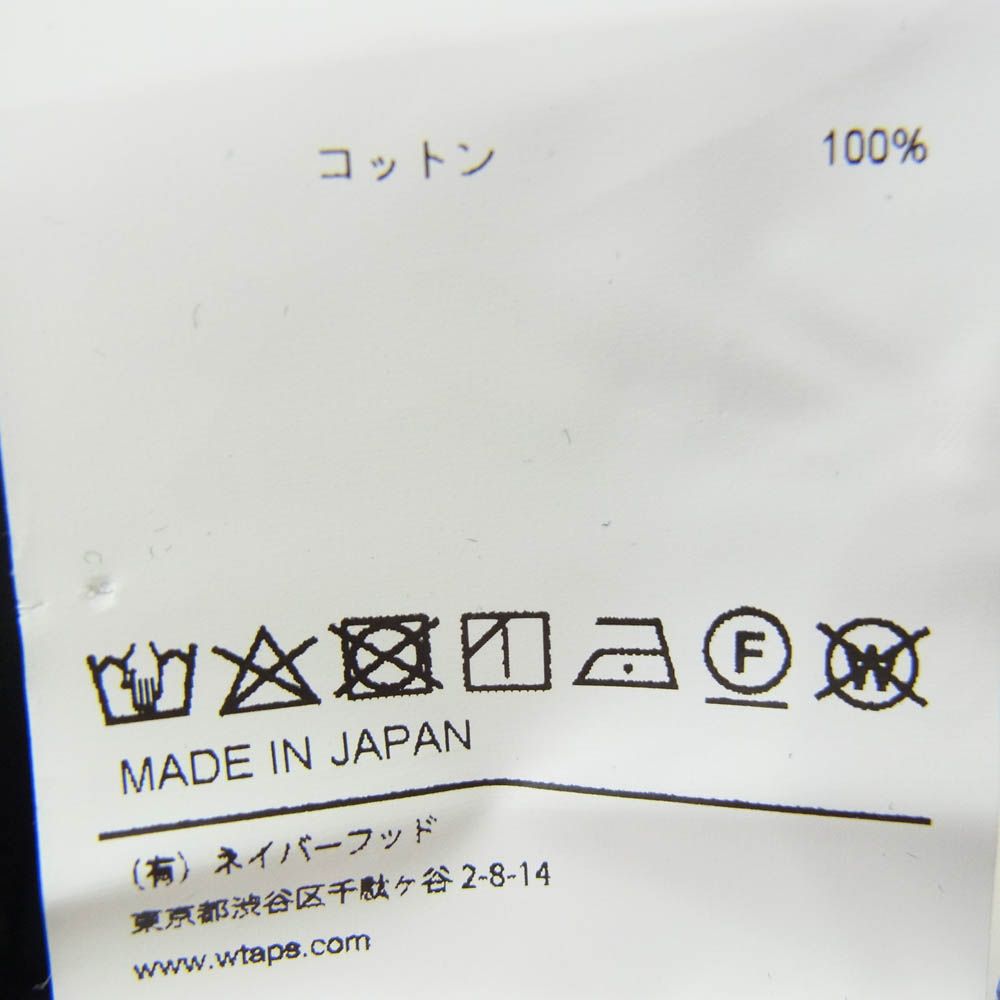 コットン 100%
F W
MADE IN JAPAN
(有) ネイバーフッド
東京都渋谷区千駄ヶ谷 2-8-14
www.wtaps.com